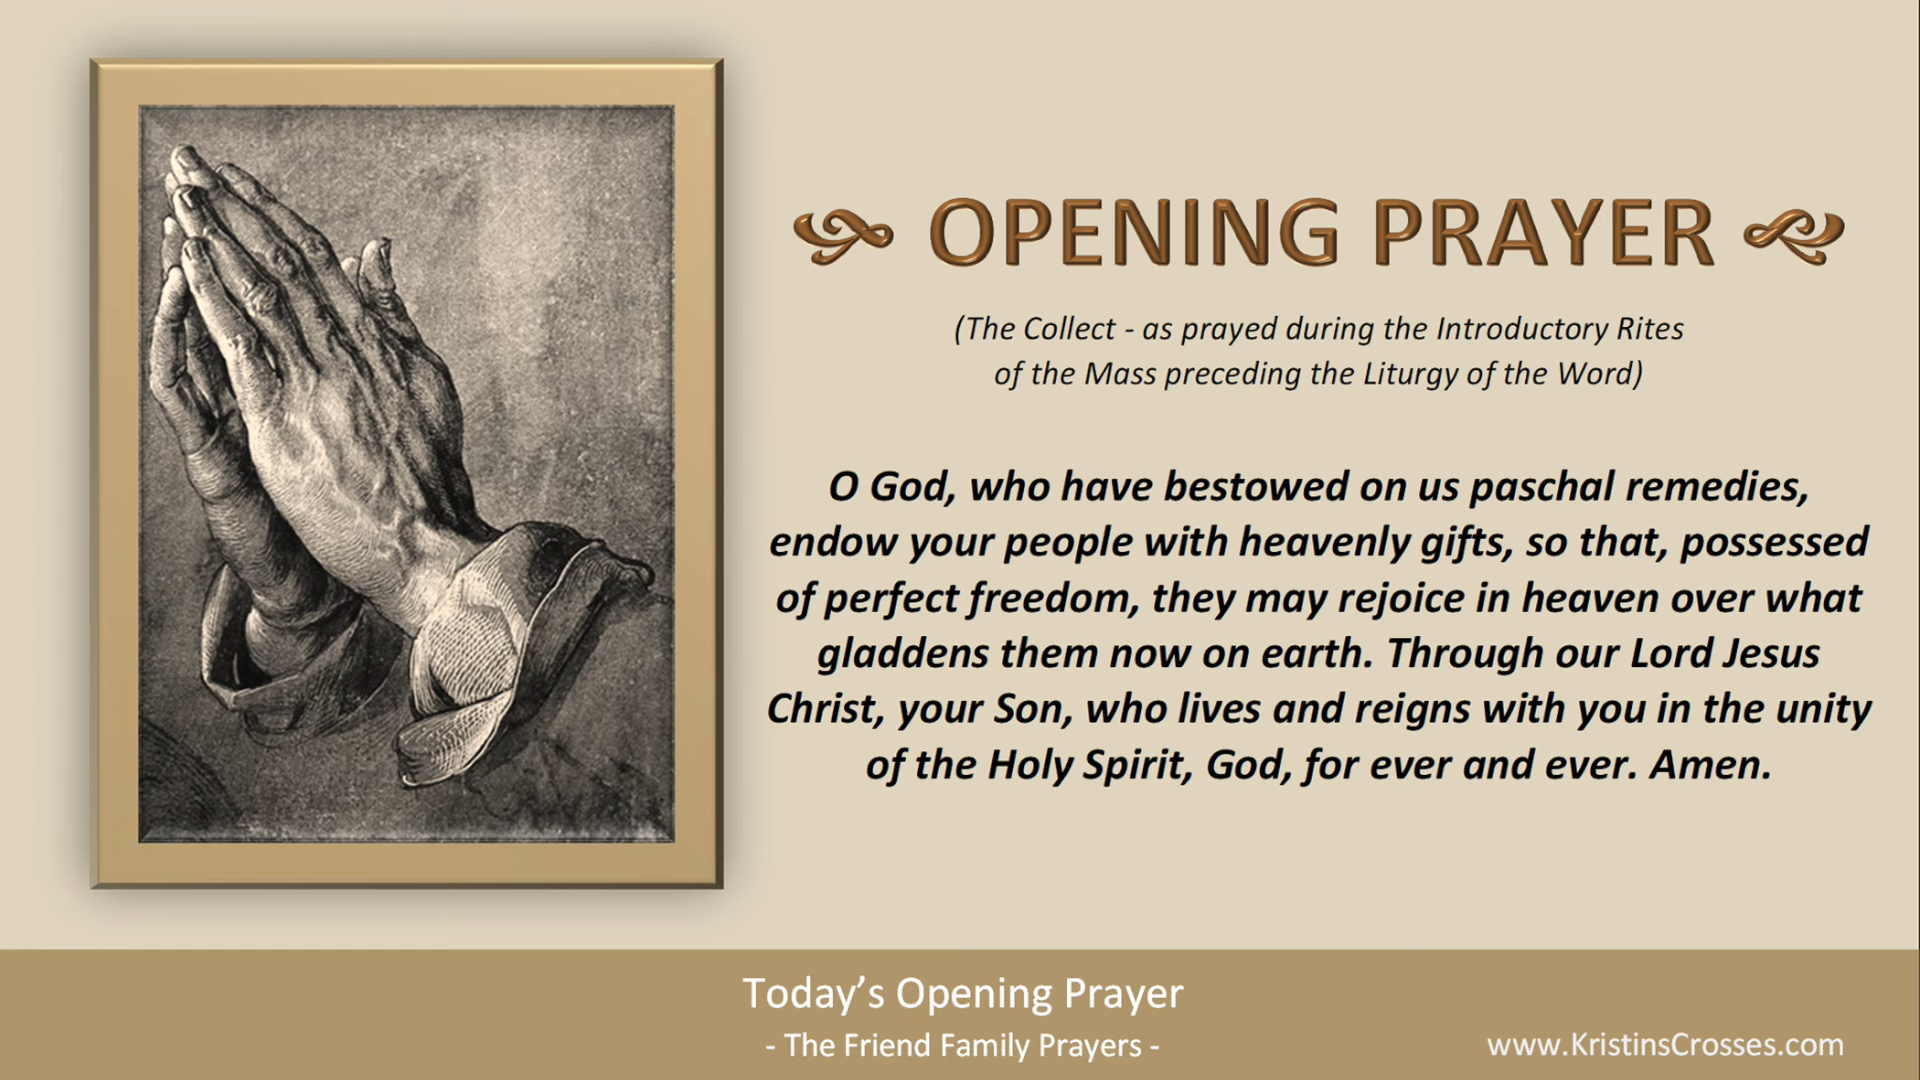 OPENING PRAYER
(The Collect - as prayed during the Introductory Rites
of the Mass preceding the Liturgy of the Word)
O God, who have bestowed on us paschal remedies,
endow your people with heavenly gifts, so that, possessed
of perfect freedom, they may rejoice in heaven over what
gladdens them now on earth. Through our Lord Jesus
Christ, your Son, who lives and reigns with you in the unity
of the Holy Spirit, God, for ever and ever. Amen.
Today’s Opening Prayer
- The Friend Family Prayers -
www.KristinsCrosses.com